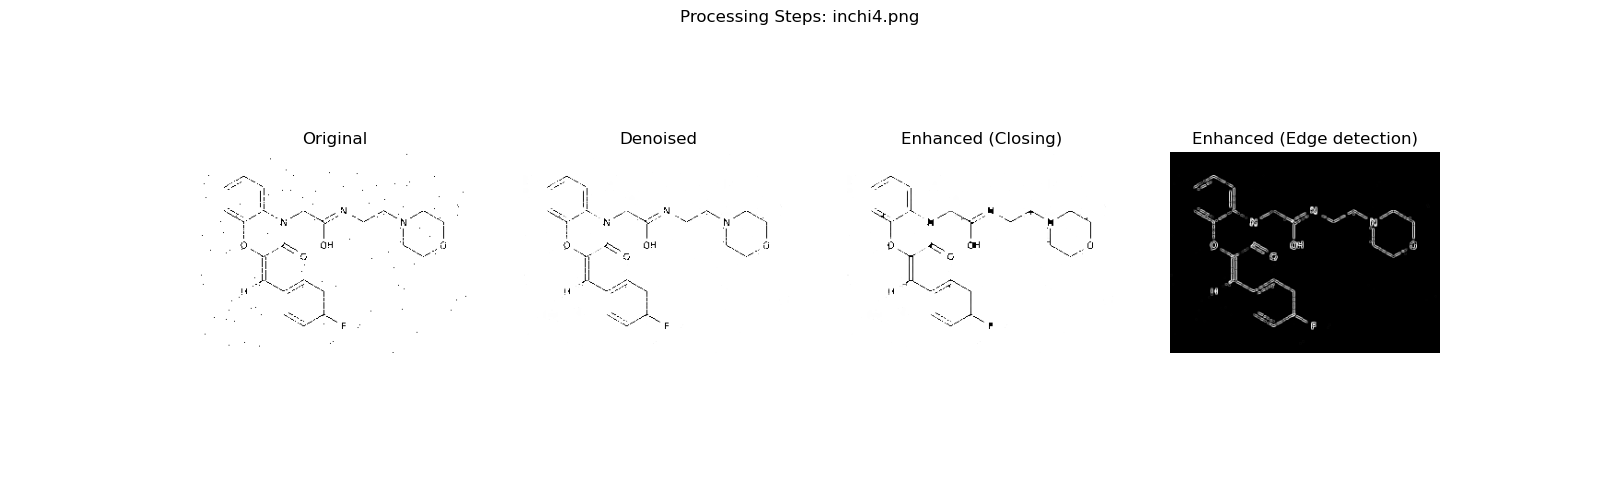 Processing Steps: inchi4.png
Original
Denoised
Enhanced (Closing)
Enhanced (Edge detection)
N
N
N
O
OH
O
O
H
F
N
N
N
O
OH
O
O
H
F
N
N
N
O
OH
O
O
H
F
N
N
N
O
OH
O
O
H
F